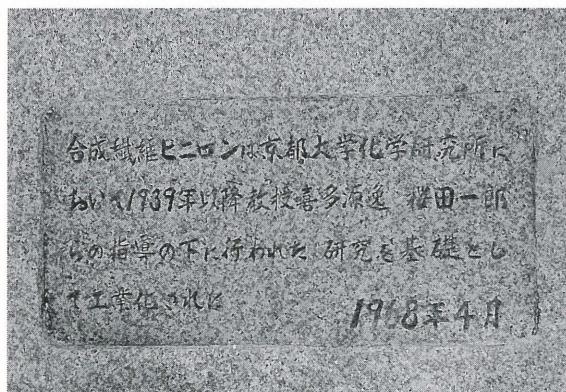 合成繊維ビニロンは京都大学化学研究所に
おいて1939年以降教授喜多源逸 桜田一郎
らの指導の下に行われた 研究を基礎とし
て工業化された
1968年4月